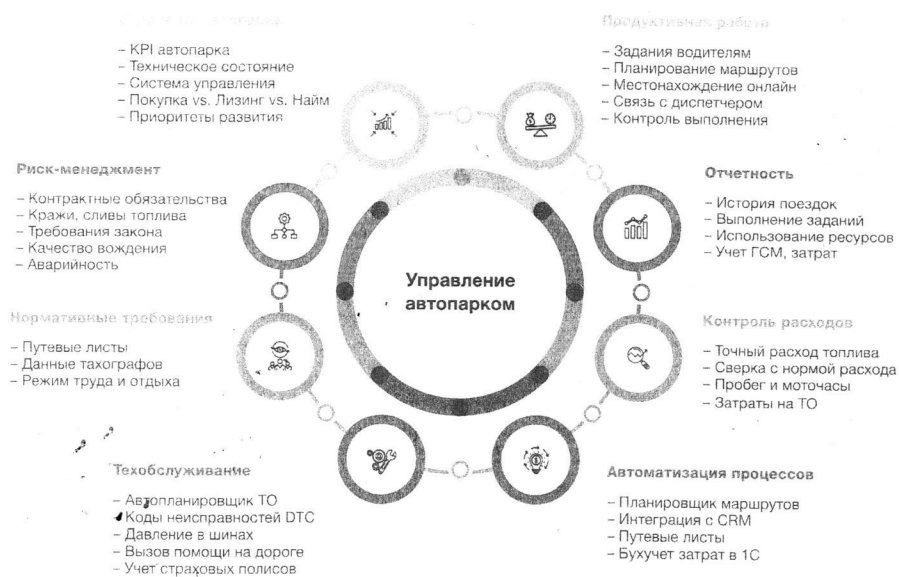 – KPI автопарка
– Техническое состояние
– Система управления
– Покупка vs. Лизинг vs. Найм
– Приоритеты развития
Продуктивная работа
– Задания водителям
– Планирование маршрутов
– Местонахождение онлайн
– Связь с диспетчером
– Контроль выполнения
Риск-менеджмент
– Контрактные обязательства
– Кражи, сливы топлива
– Требования закона
– Качество вождения
– Аварийность
Отчетность
– История поездок
– Выполнение заданий
– Использование ресурсов
– Учет ГСМ, затрат
Управление
автопарком
Нормативные требования
– Путевые листы
– Данные тахографов
– Режим труда и отдыха
Контроль расходов
– Точный расход топлива
– Сверка с нормой расхода
– Пробег и моточасы
– Затраты на ТО
Техобслуживание
– Автопланировщик ТО
– Коды неисправностей DTC
– Давление в шинах
– Вызов помощи на дороге
– Учет страховых полисов
Автоматизация процессов
– Планировщик маршрутов
– Интеграция с CRM
– Путевые листы
– Бухучет затрат в 1С